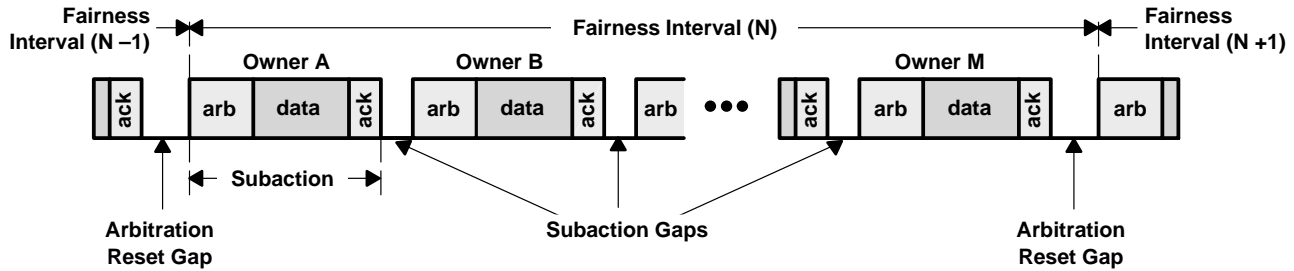 Fairness
Interval (N –1)
Fairness Interval (N)
Fairness
Interval (N +1)
Owner A
Owner B
Owner M
ack
arb
data
ack
arb
data
ack
arb
•••
ack
arb
data
ack
arb
Subaction
Arbitration
Reset Gap
Subaction Gaps
Arbitration
Reset Gap